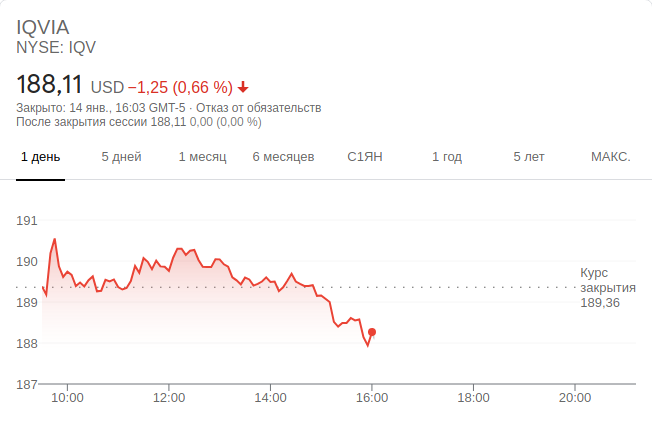 IQVIA
NYSE: IQV
188,11 USD −1,25 (0,66 %)
Закрыто: 14 янв., 16:03 GMT-5 · Отказ от обязательств
После закрытия сессии 188,11 0,00 (0,00 %)
1 день 5 дней 1 месяц 6 месяцев С1ЯН 1 год 5 лет МАКС.
191
190
189
188
187
Курс
закрытия
189,36
10:00 12:00 14:00 16:00 18:00 20:00